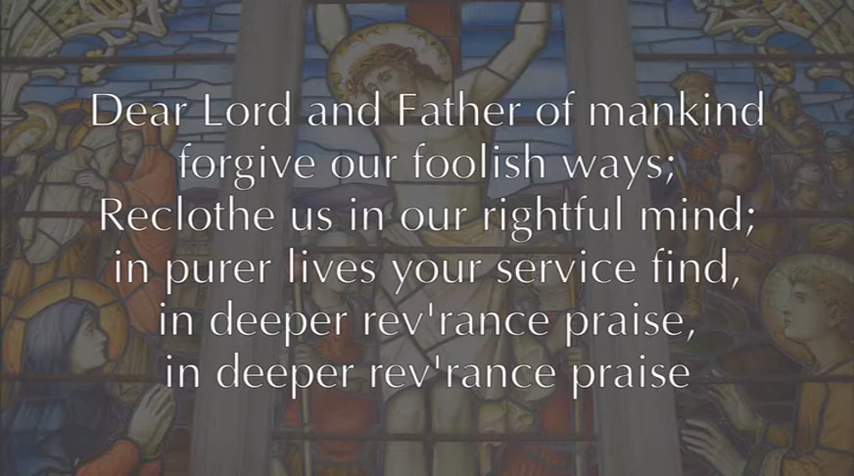 Dear Lord and Father of mankind
forgive our foolish ways;
Reclothe us in our rightful mind;
in purer lives your service find,
in deeper rev'rance praise,
in deeper rev'rance praise